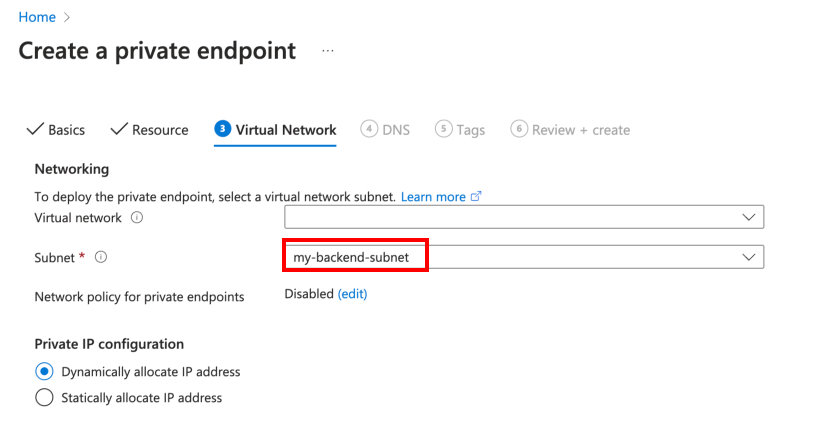 Home >
Create a private endpoint ...
Basics Resource 3 Virtual Network 4 DNS 5 Tags 6 Review + create
Networking
To deploy the private endpoint, select a virtual network subnet. Learn more
Virtual network
Subnet * my-backend-subnet
Network policy for private endpoints Disabled (edit)
Private IP configuration
Dynamically allocate IP address
Statically allocate IP address